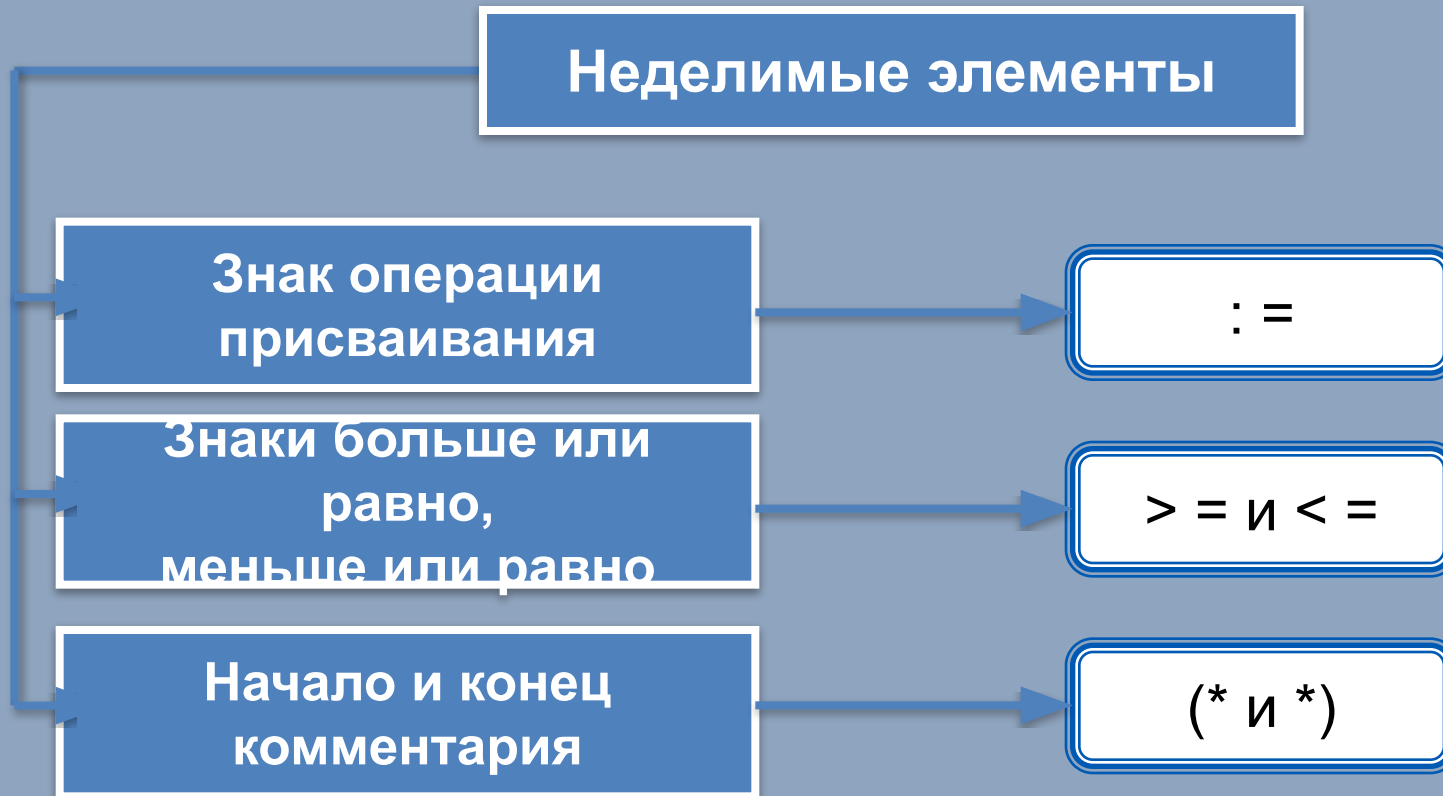 Неделимые элементы
Знак операции
присваивания
: =
Знаки больше или
равно,
меньше или равно
> = и < =
Начало и конец
комментария
(* и *)